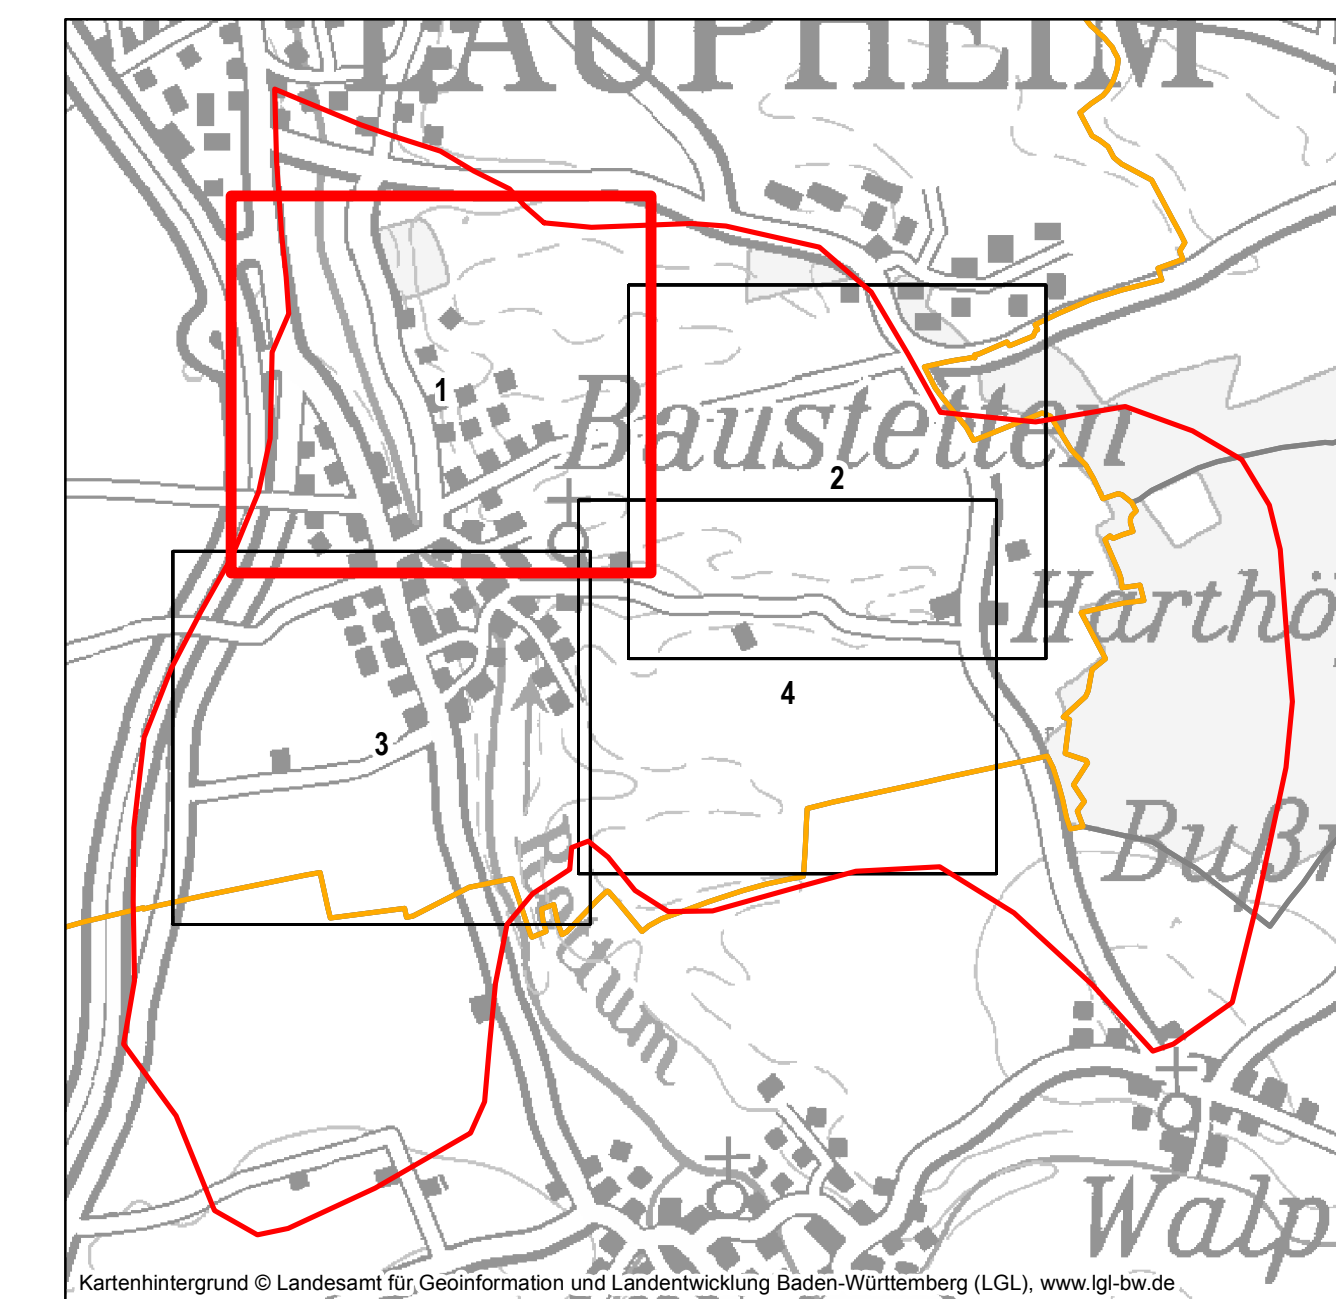 LAUPHEIM
1
Baustetten
2
Harthö
4
3
Bußr
Rottum
Walp
Kartenhintergrund © Landesamt für Geoinformation und Landentwicklung Baden-Württemberg (LGL), www.lgl-bw.de